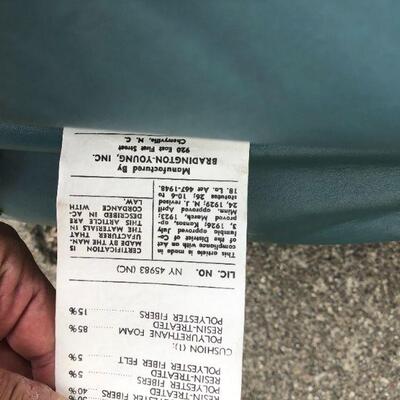 30%
POLYESTER FIBERS 40%
RESIN-TREATED 5%
POLYESTER FIBER FELT 5%
CUSHION (1):
POLYURETHANE FOAM 85%
RESIN-TREATED
POLYESTER FIBERS 15%
LIC. NO. NY 45983 (NC)
This article is made in
compliance with an Act
of the District of Co-
lumbia approved July
3, 1926; Kansas, ap-
proved March, 1923;
Minn. approved April
24, 1929; N. J. revised
statutes 26; 10-6 to
18. La. Act 467-1948.
CERTIFICATION IS
MADE BY THE MAN-
UFACTURER THAT
THE MATERIALS IN
THIS ARTICLE ARE
DESCRIBED IN AC-
CORDANCE WITH
LAW.
Manufactured By
BRADINGTON-YOUNG, INC.
920 East First Street
Cherryville, N. C.